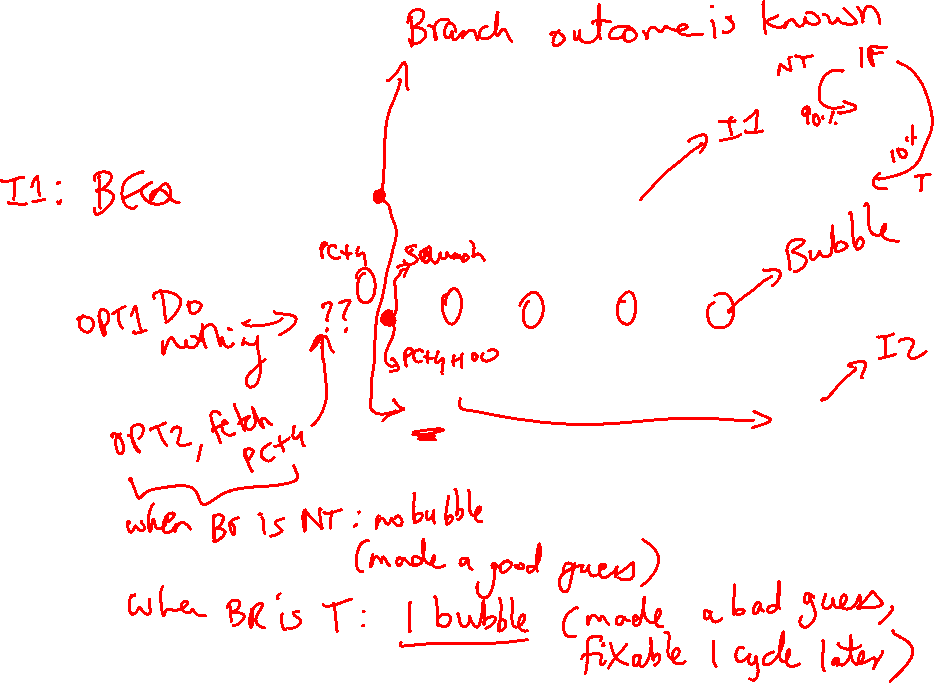 Branch outcome is known
NT IF
90%
10%
T
I1
I1: BEQ
PC+4
Squash
Bubble
OPT1 Do
nothing
??
PC+4+100
I2
OPT2, fetch
PC+4
when Br is NT: no bubble
(made a good guess)
when BR is T: 1 bubble (made a bad guess,
fixable 1 cycle later)